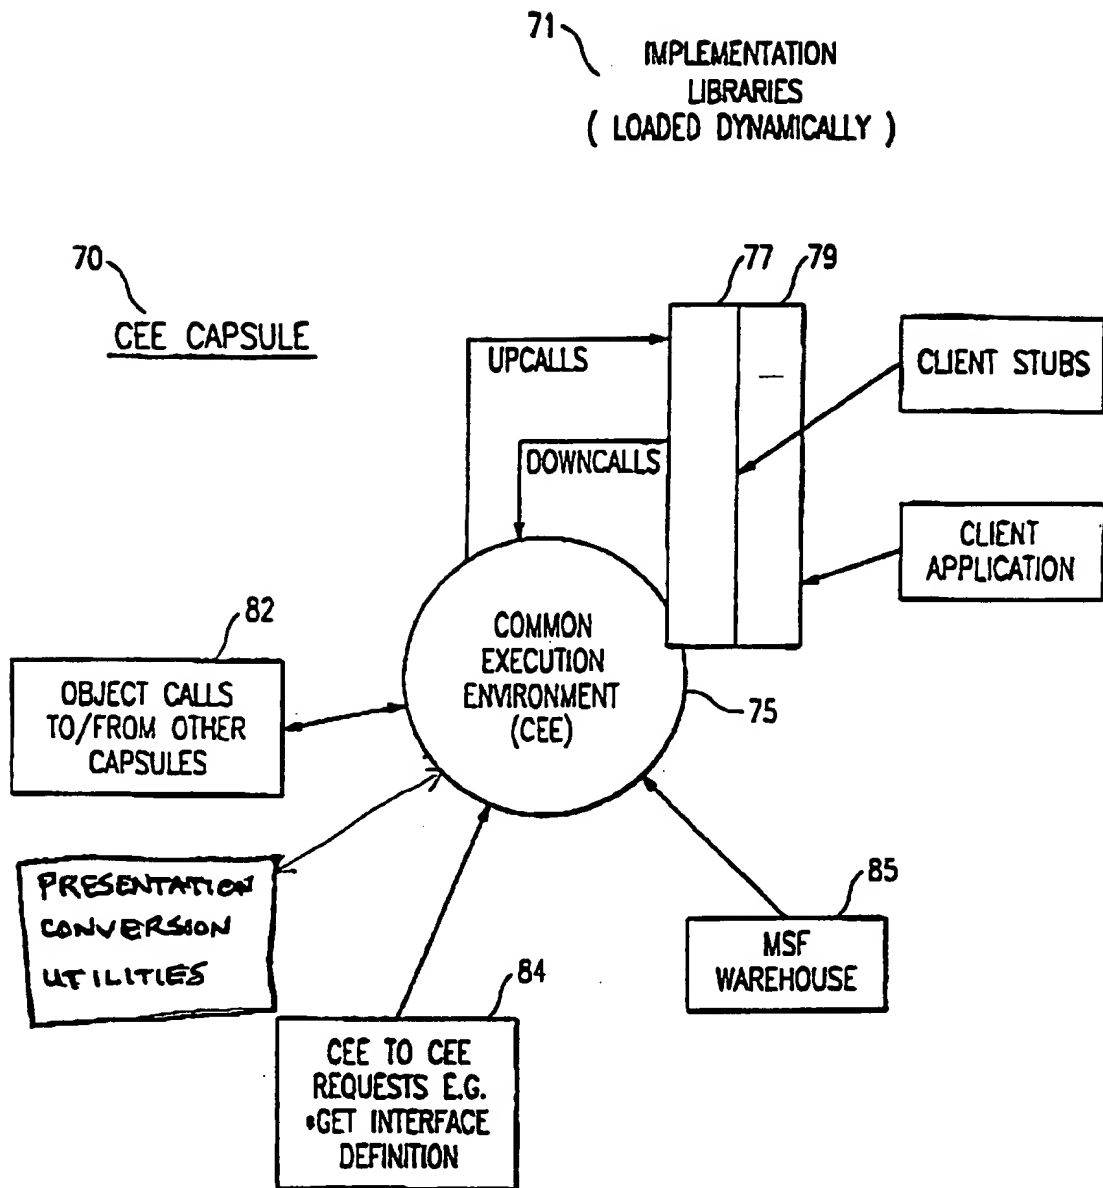 71
IMPLEMENTATION
LIBRARIES
( LOADED DYNAMICALLY )
70
CEE CAPSULE
77
79
UPCALLS
CLIENT STUBS
DOWNCALLS
CLIENT
APPLICATION
82
COMMON
EXECUTION
ENVIRONMENT
(CEE)
75
OBJECT CALLS
TO/FROM OTHER
CAPSULES
PRESENTATION
CONVERSION
UTILITIES
85
MSF
WAREHOUSE
84
CEE TO CEE
REQUESTS E.G.
•GET INTERFACE
DEFINITION